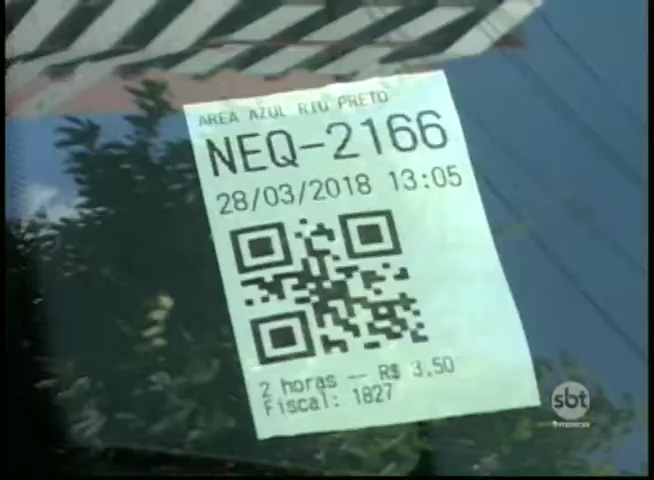 AREA AZUL RIO PRETO
NEQ-2166
28/03/2018 13:05
2 horas -- R$ 3,50
Fiscal: 1827
sbt